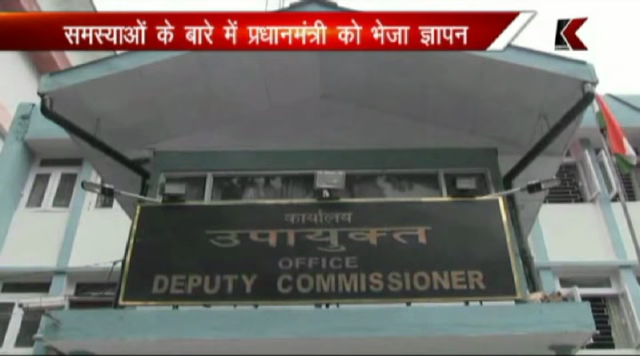 समस्याओं के बारे में प्रधानमंत्री को भेजा ज्ञापन
K
कार्यालय
उपायुक्त
OFFICE
DEPUTY COMMISSIONER